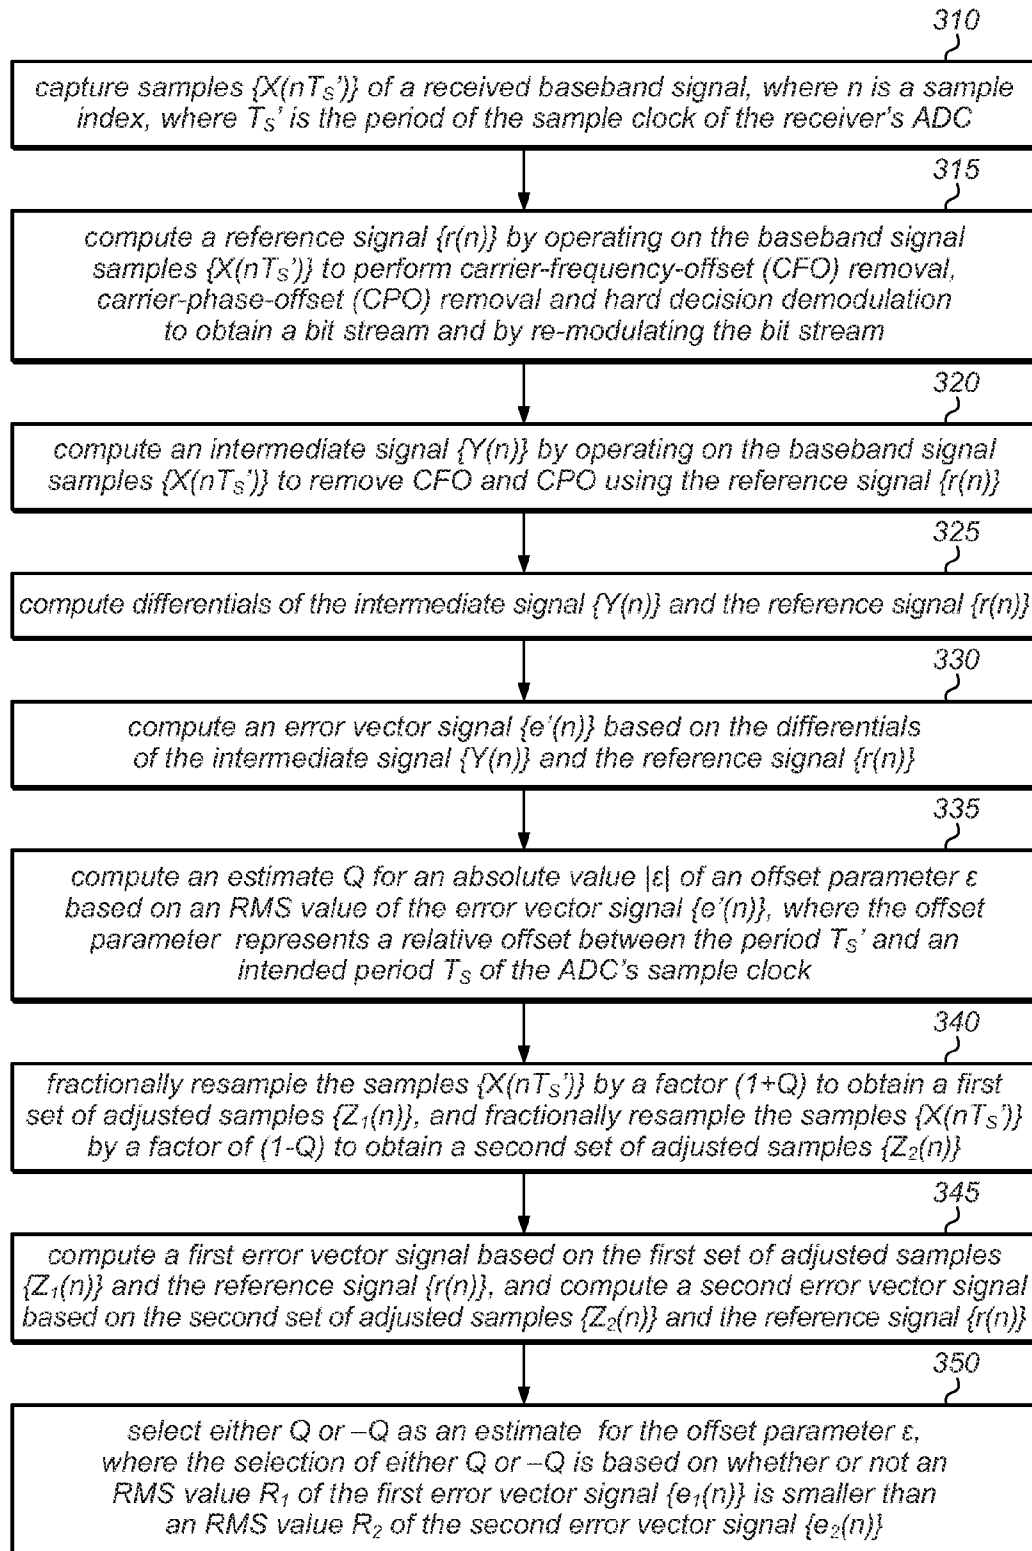 310
capture samples {X(nTS')} of a received baseband signal, where n is a sample
index, where TS' is the period of the sample clock of the receiver's ADC
315
compute a reference signal {r(n)} by operating on the baseband signal
samples {X(nTS')} to perform carrier-frequency-offset (CFO) removal,
carrier-phase-offset (CPO) removal and hard decision demodulation
to obtain a bit stream and by re-modulating the bit stream
320
compute an intermediate signal {Y(n)} by operating on the baseband signal
samples {X(nTS')} to remove CFO and CPO using the reference signal {r(n)}
325
compute differentials of the intermediate signal {Y(n)} and the reference signal {r(n)}
330
compute an error vector signal {e'(n)} based on the differentials
of the intermediate signal {Y(n)} and the reference signal {r(n)}
335
compute an estimate Q for an absolute value |ε| of an offset parameter ε
based on an RMS value of the error vector signal {e'(n)}, where the offset
parameter represents a relative offset between the period TS' and an
intended period TS of the ADC's sample clock
340
fractionally resample the samples {X(nTS')} by a factor (1+Q) to obtain a first
set of adjusted samples {Z1(n)}, and fractionally resample the samples {X(nTS')}
by a factor of (1-Q) to obtain a second set of adjusted samples {Z2(n)}
345
compute a first error vector signal based on the first set of adjusted samples
{Z1(n)} and the reference signal {r(n)}, and compute a second error vector signal
based on the second set of adjusted samples {Z2(n)} and the reference signal {r(n)}
350
select either Q or –Q as an estimate for the offset parameter ε,
where the selection of either Q or –Q is based on whether or not an
RMS value R1 of the first error vector signal {e1(n)} is smaller than
an RMS value R2 of the second error vector signal {e2(n)}